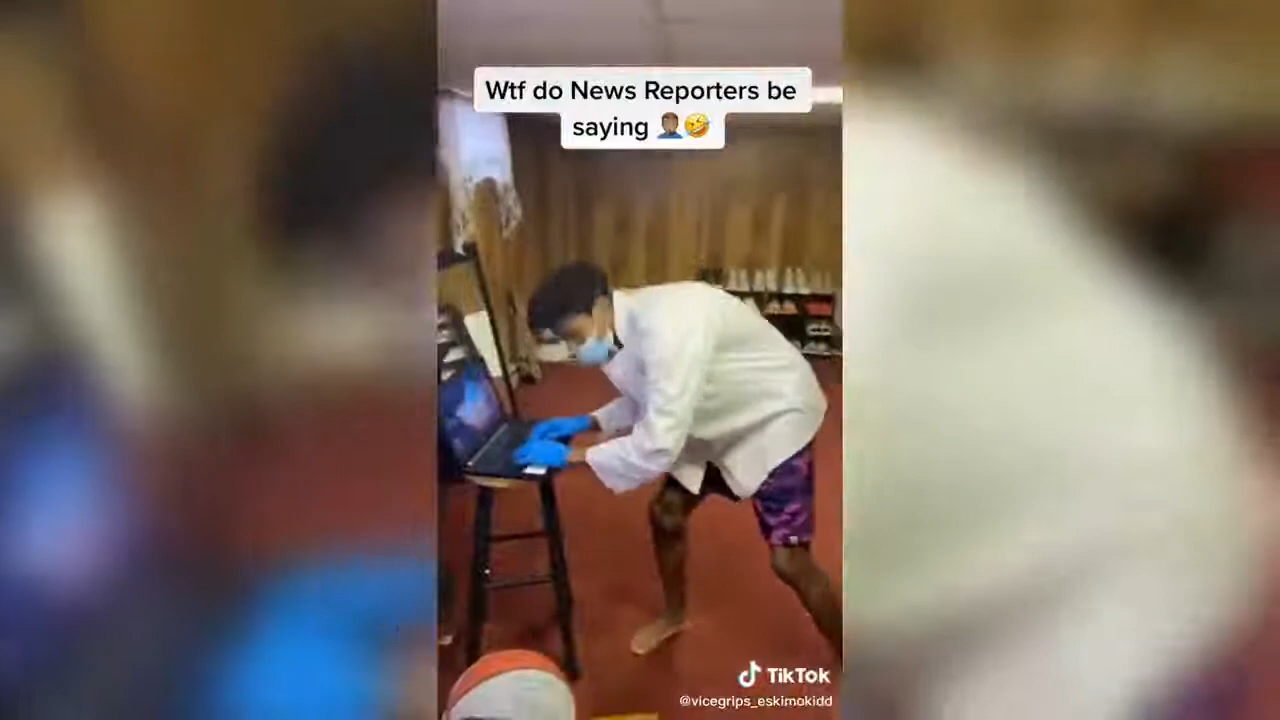 Wtf do News Reporters be
saying 🤦🏽‍♂️🤣
TikTok
@vicegrips_eskimokidd